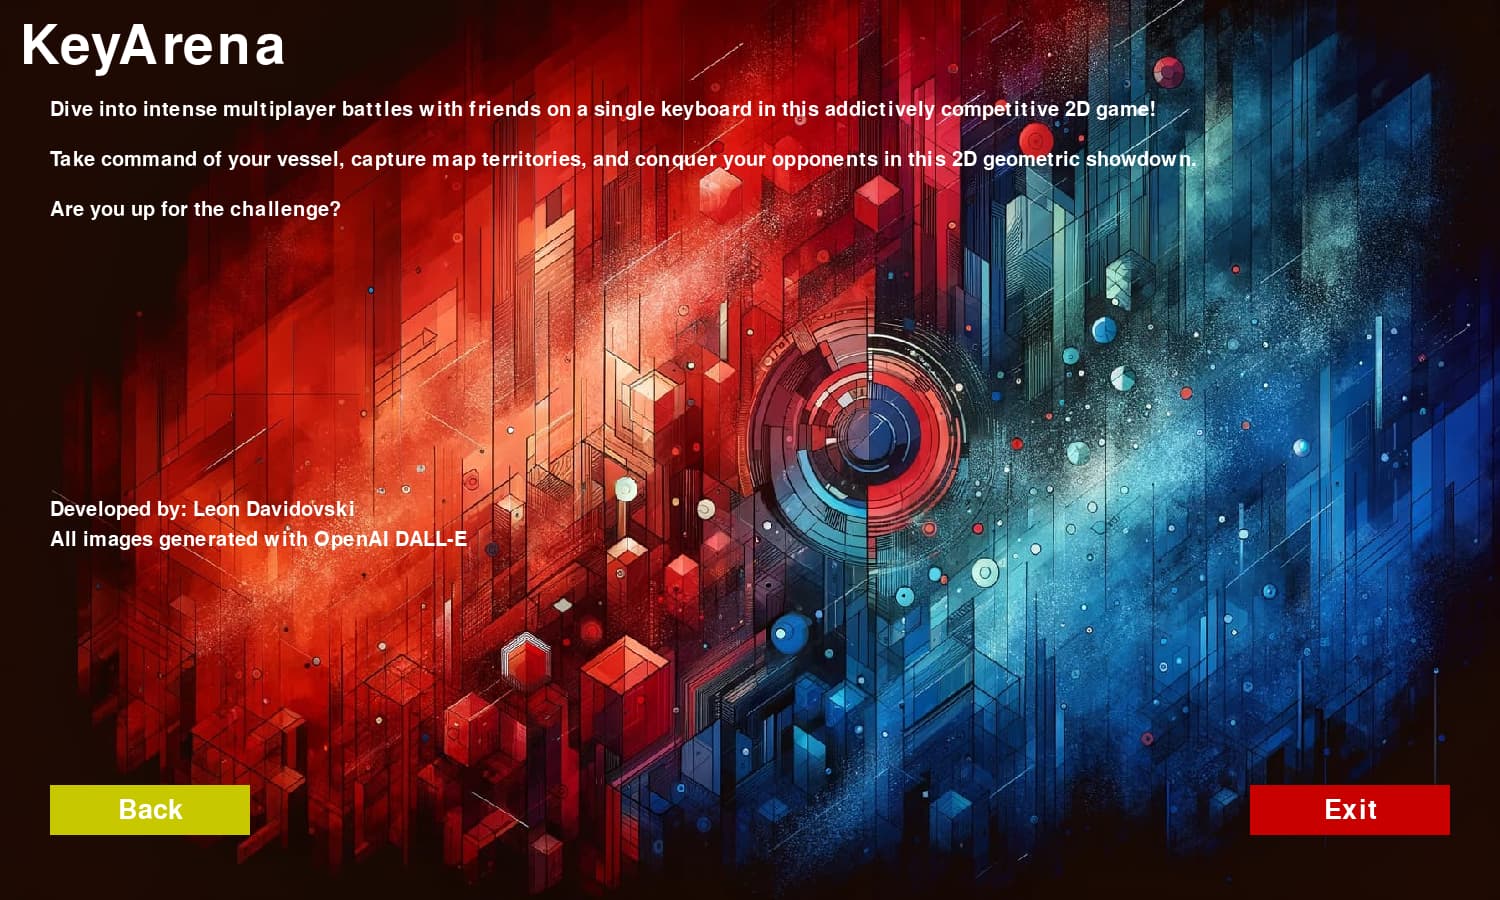 KeyArena
Dive into intense multiplayer battles with friends on a single keyboard in this addictively competitive 2D game!
Take command of your vessel, capture map territories, and conquer your opponents in this 2D geometric showdown.
Are you up for the challenge?
Developed by: Leon Davidovski
All images generated with OpenAI DALL-E
Back
Exit